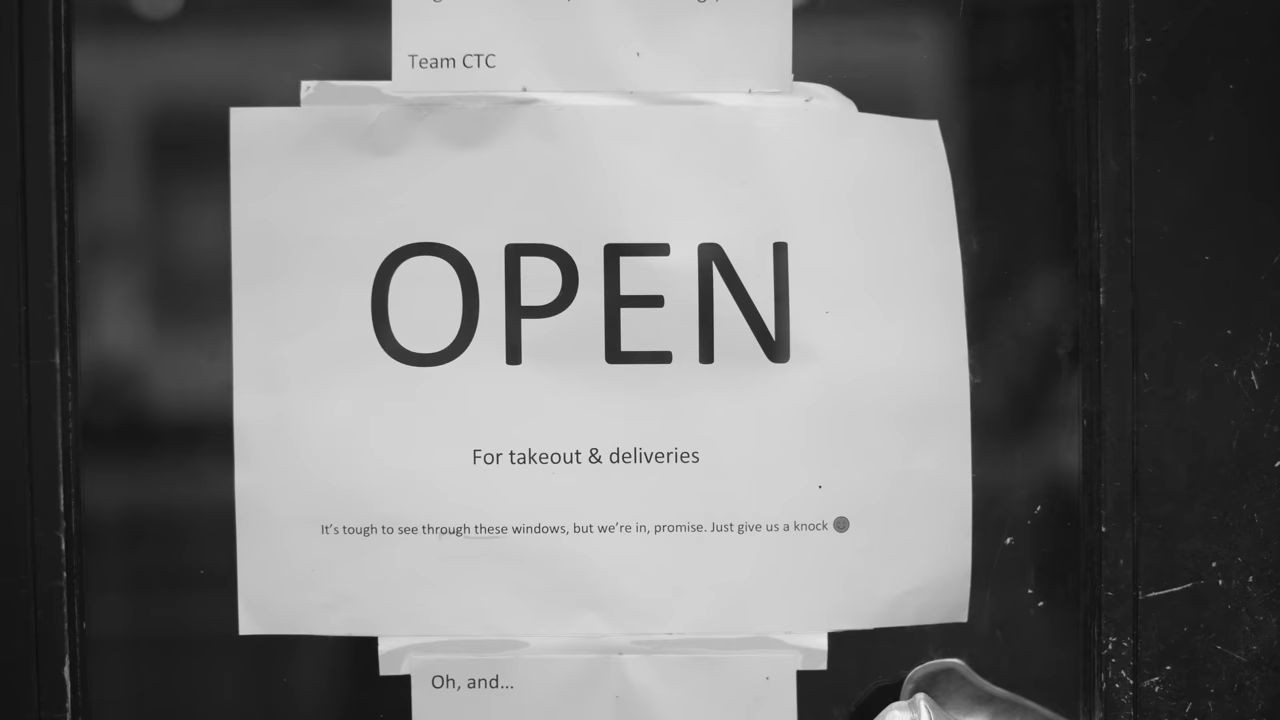 Team CTC
OPEN
For takeout & deliveries
It’s tough to see through these windows, but we’re in, promise. Just give us a knock
Oh, and...